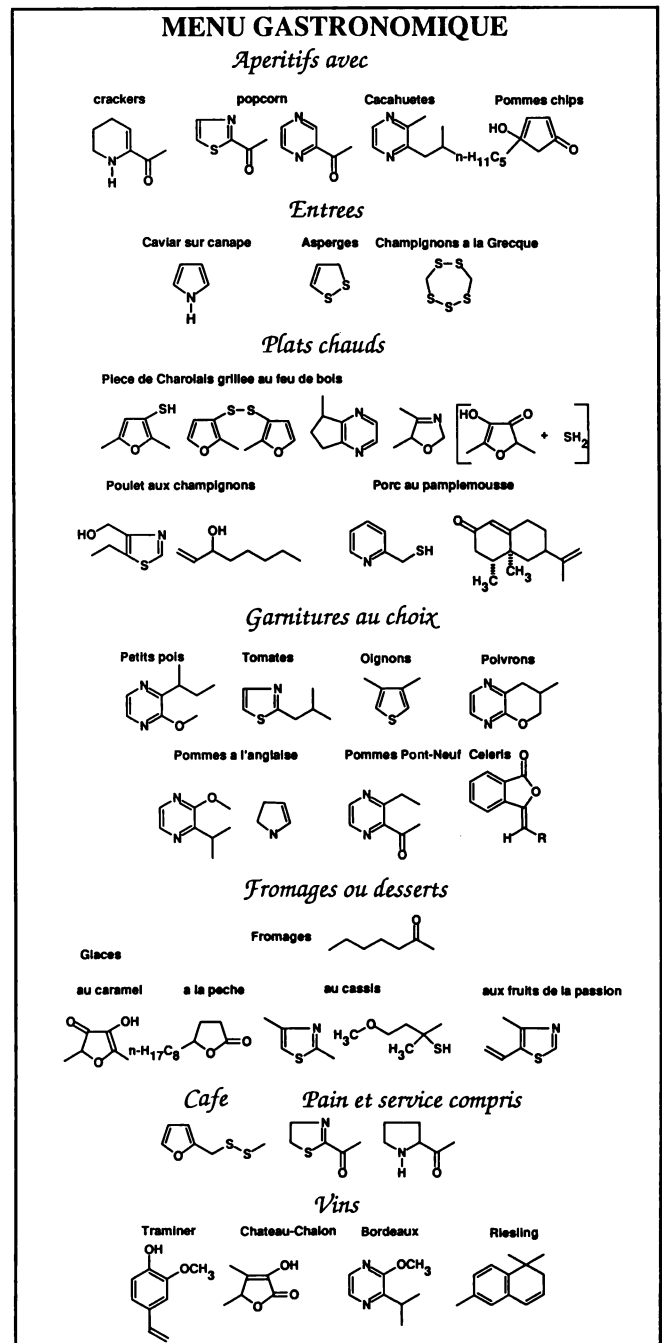 MENU GASTRONOMIQUE
Aperitifs avec
crackers popcorn Cacahuetes Pommes chips
N H O
N S O
N N O
N N n-H11C5 HO O
Entrees
Caviar sur canape Asperges Champignons a la Grecque
N H
S S
S S S S S
Plats chauds
Piece de Charolais grillee au feu de bois
SH O
S S O O
N N
N O
HO O O + SH2
Poulet aux champignons Porc au pamplemousse
HO N S
OH
N SH
O H3C CH3
Garnitures au choix
Petits pois Tomates Oignons Poivrons
N N O
N S
S
N N O
Pommes a l'anglaise Pommes Pont-Neuf Celeris
N N O
N
N N O
O O H R
Fromages ou desserts
Fromages O
Glaces
au caramel a la peche au cassis aux fruits de la passion
O OH O
n-H17C8 O O
N S
H3C O H3C SH
N S
Cafe Pain et service compris
O S S
N S O
N H O
Vins
Traminer Chateau-Chalon Bordeaux Riesling
OH OCH3
OH O O
N N OCH3